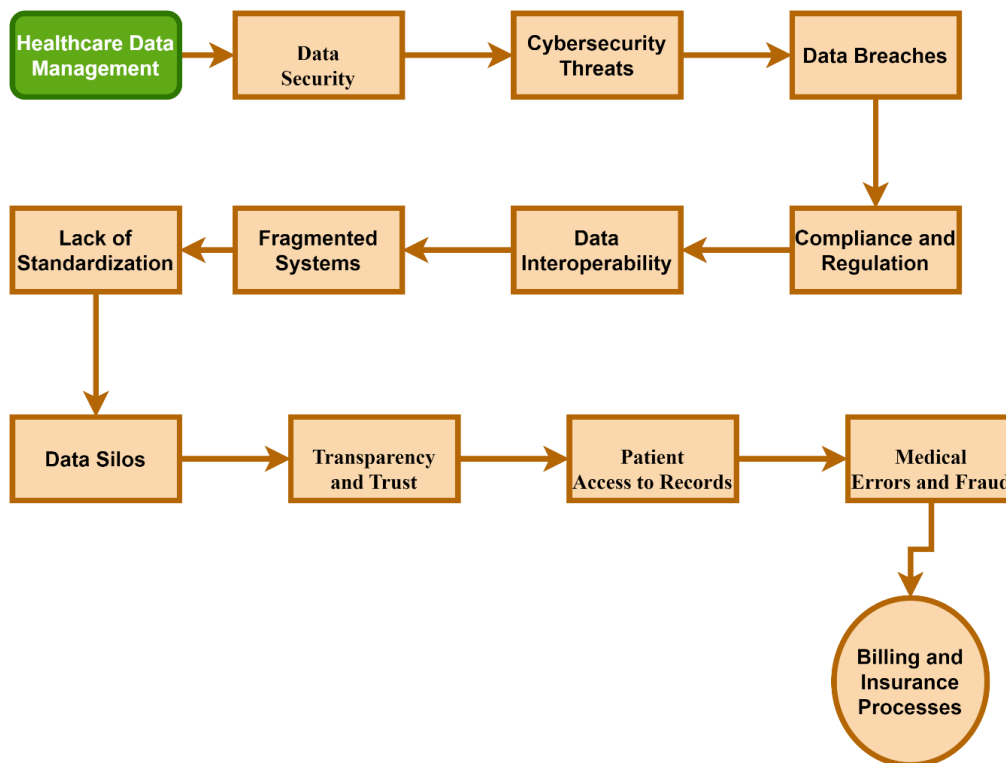 Healthcare Data
Management
Data
Security
Cybersecurity
Threats
Data Breaches
Compliance and
Regulation
Data
Interoperability
Fragmented
Systems
Lack of
Standardization
Data Silos
Transparency
and Trust
Patient
Access to Records
Medical
Errors and Fraud
Billing and
Insurance
Processes